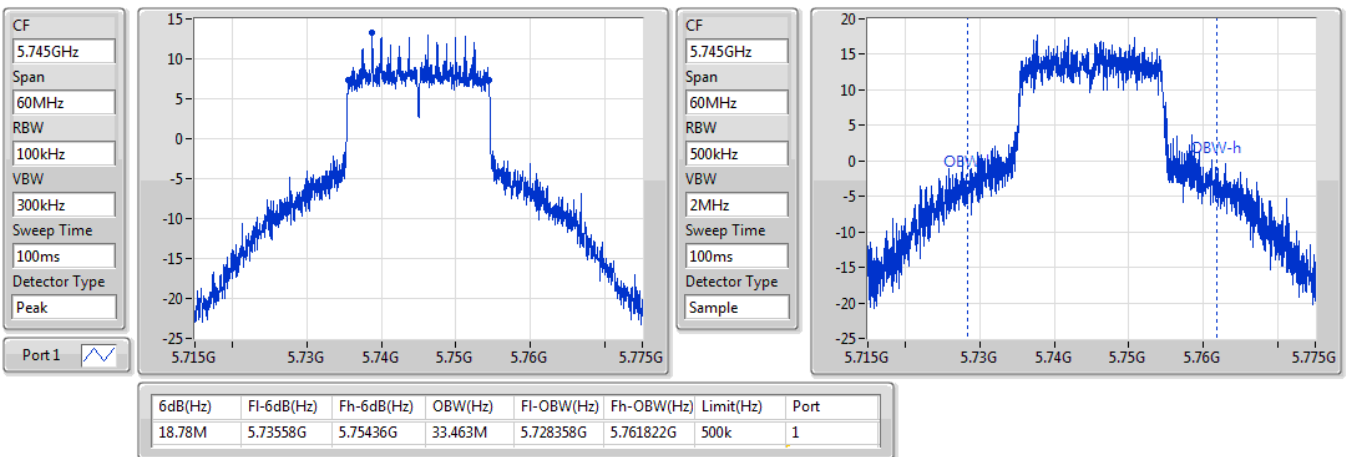 CF
5.745GHz
Span
60MHz
RBW
100kHz
VBW
300kHz
Sweep Time
100ms
Detector Type
Peak
Port 1
15
10
5
0
-5
-10
-15
-20
-25
5.715G 5.73G 5.74G 5.75G 5.76G 5.775G
CF
5.745GHz
Span
60MHz
RBW
500kHz
VBW
2MHz
Sweep Time
100ms
Detector Type
Sample
20
15
10
5
0
-5
-10
-15
-20
-25
OBW-h
5.715G 5.73G 5.74G 5.75G 5.76G 5.775G
6dB(Hz) Fl-6dB(Hz) Fh-6dB(Hz) OBW(Hz) Fl-OBW(Hz) Fh-OBW(Hz) Limit(Hz) Port
18.78M 5.73558G 5.75436G 33.463M 5.728358G 5.761822G 500k 1